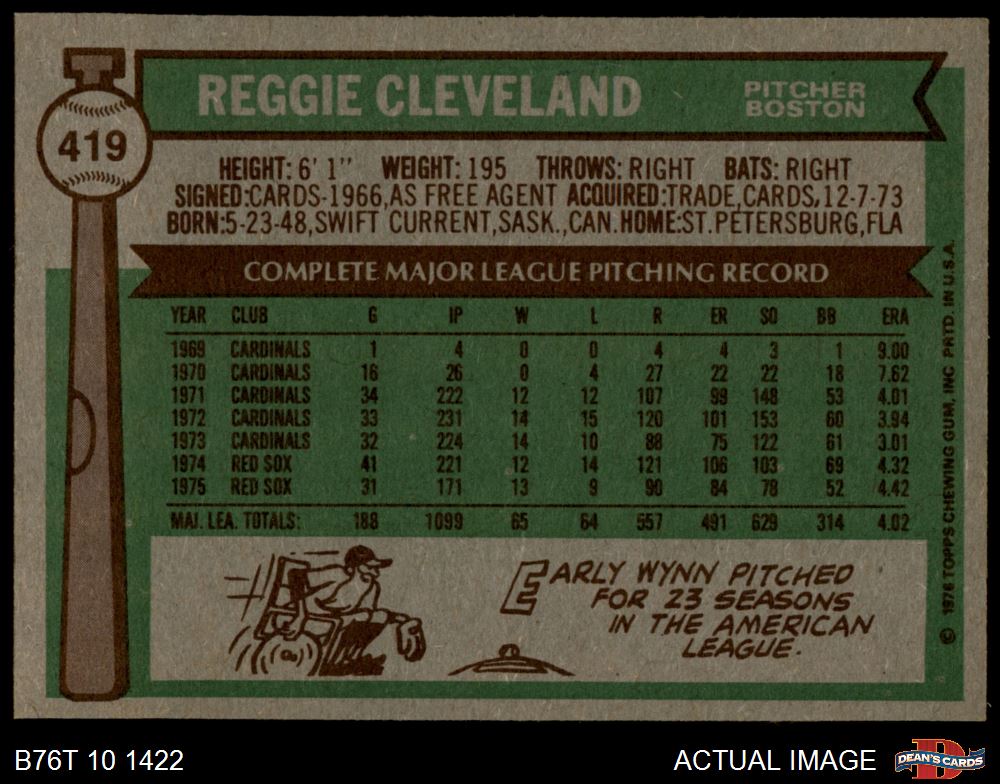 419
REGGIE CLEVELAND
PITCHER
BOSTON
HEIGHT: 6' 1" WEIGHT: 195 THROWS: RIGHT BATS: RIGHT
SIGNED: CARDS-1966, AS FREE AGENT ACQUIRED: TRADE, CARDS, 12-7-73
BORN: 5-23-48, SWIFT CURRENT, SASK., CAN. HOME: ST. PETERSBURG, FLA
COMPLETE MAJOR LEAGUE PITCHING RECORD
YEAR CLUB G IP W L R ER SO BB ERA
1969 CARDINALS 1 4 0 0 4 4 3 1 9.00
1970 CARDINALS 16 26 0 4 27 22 22 18 7.62
1971 CARDINALS 34 222 12 12 107 99 148 53 4.01
1972 CARDINALS 33 231 14 15 120 101 153 60 3.94
1973 CARDINALS 32 224 14 10 88 75 122 61 3.01
1974 RED SOX 41 221 12 14 121 106 103 69 4.32
1975 RED SOX 31 171 13 9 90 84 78 52 4.42
MAJ. LEA. TOTALS: 188 1099 65 64 557 491 629 314 4.02
EARLY WYNN PITCHED
FOR 23 SEASONS
IN THE AMERICAN
LEAGUE.
© 1976 TOPPS CHEWING GUM, INC PRTD. IN U.S.A.
B76T 10 1422
ACTUAL IMAGE
DEAN'S CARDS